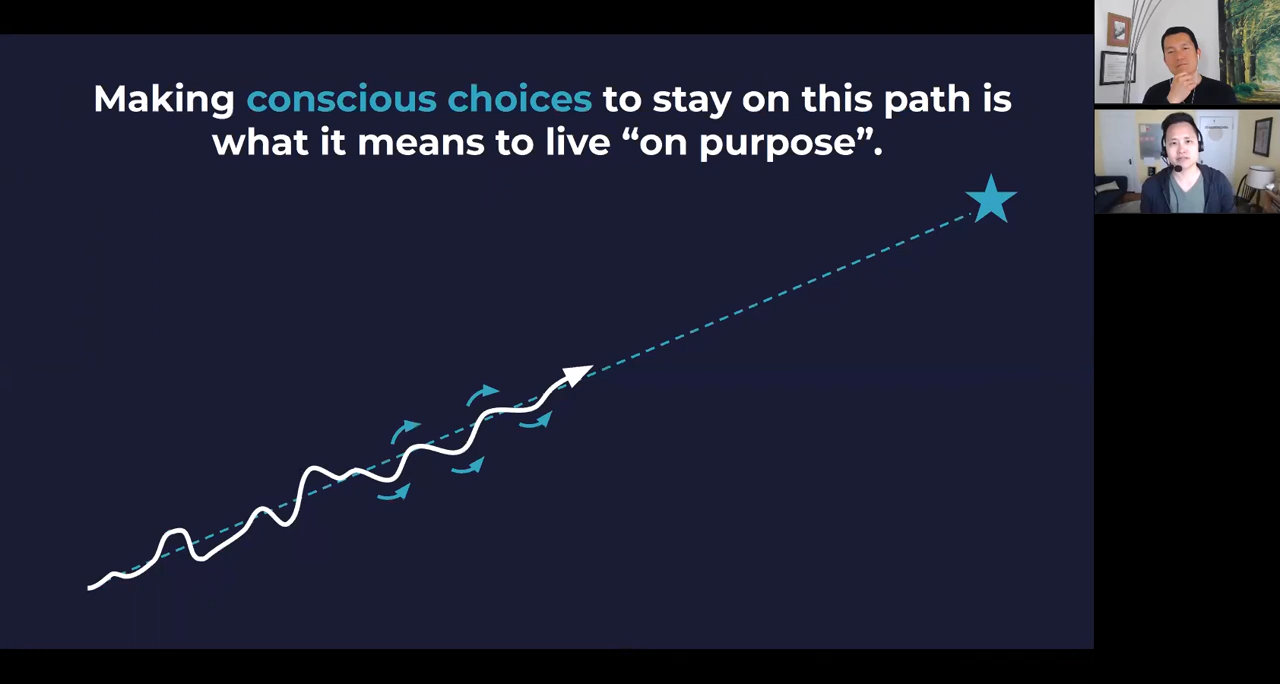 Making conscious choices to stay on this path is
what it means to live “on purpose”.